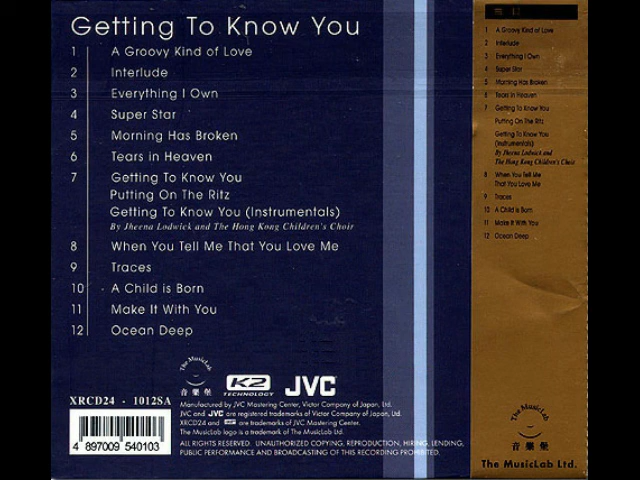 Getting To Know You
1 A Groovy Kind of Love
2 Interlude
3 Everything I Own
4 Super Star
5 Morning Has Broken
6 Tears in Heaven
7 Getting To Know You
Putting On The Ritz
Getting To Know You (Instrumentals)
By Jheena Lodwick and The Hong Kong Children's Choir
8 When You Tell Me That You Love Me
9 Traces
10 A Child is Born
11 Make It With You
12 Ocean Deep
The MusicLab
音樂堡
K2
TECHNOLOGY
JVC
XRCD24 - 1012SA
4 897009 540103
Manufactured by JVC Mastering Center, Victor Company of Japan, Ltd.
JVC and JVC are registered trademarks of Victor Company of Japan, Ltd.
XRCD24 and K2 are trademarks of JVC Mastering Center.
The MusicLab logo is a trademark of The MusicLab Ltd.
ALL RIGHTS RESERVED. UNAUTHORIZED COPYING, REPRODUCTION, HIRING, LENDING,
PUBLIC PERFORMANCE AND BROADCASTING OF THIS RECORDING PROHIBITED.
1 A Groovy Kind of Love
2 Interlude
3 Everything I Own
4 Super Star
5 Morning Has Broken
6 Tears in Heaven
7 Getting To Know You
Putting On The Ritz
Getting To Know You
(Instrumentals)
By Jheena Lodwick and
The Hong Kong Children's Choir
8 When You Tell Me
That You Love Me
9 Traces
10 A Child is Born
11 Make It With You
12 Ocean Deep
The MusicLab
音樂堡
The MusicLab Ltd.